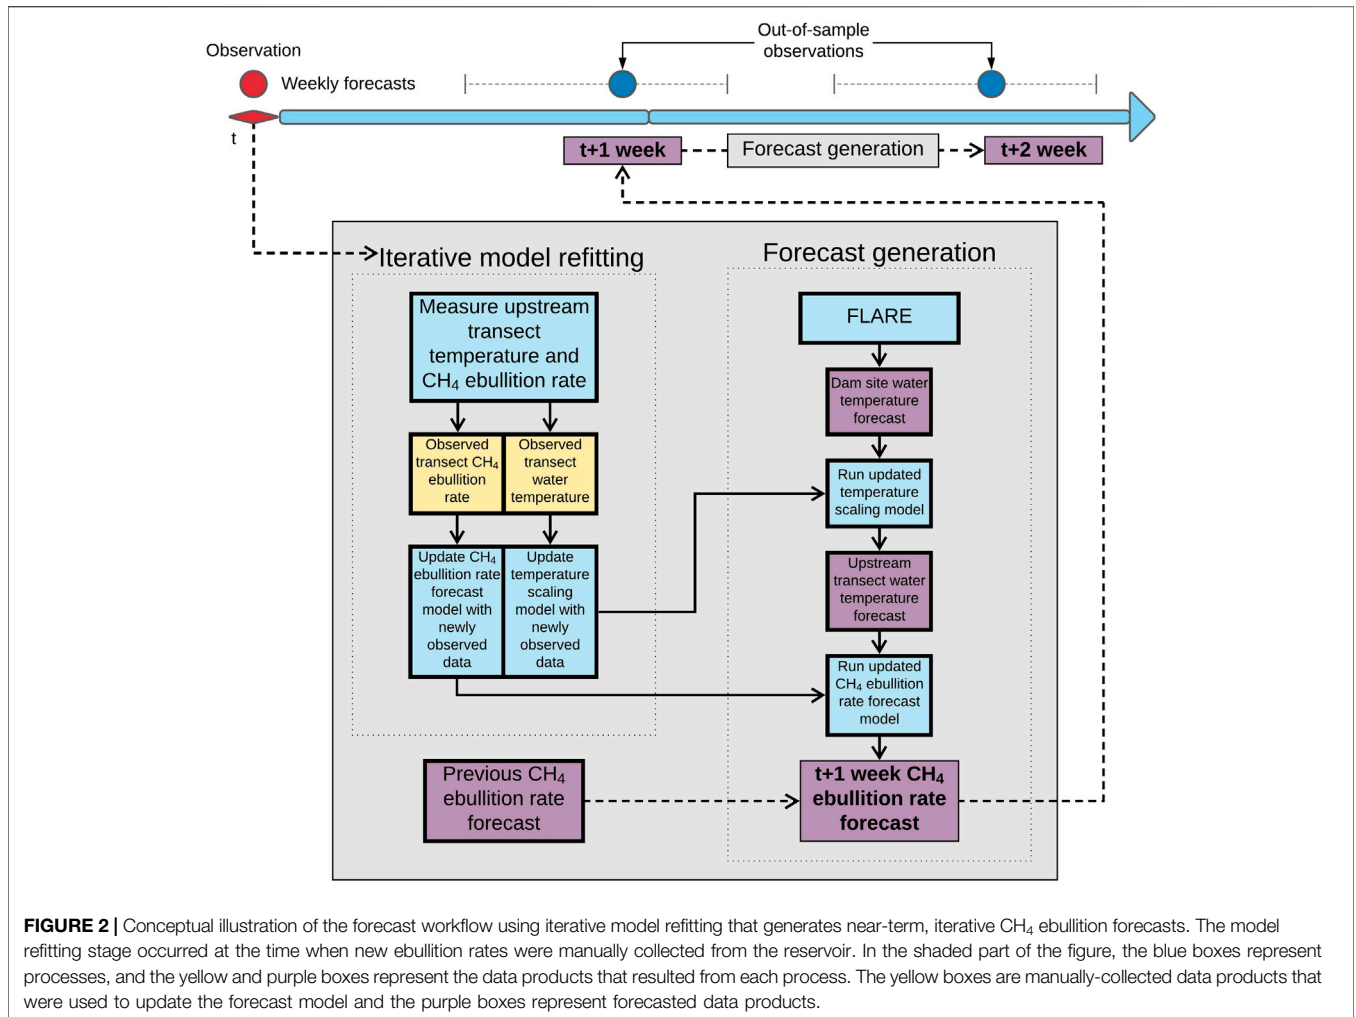 Out-of-sample
observations
Observation
Weekly forecasts
t
t+1 week
Forecast generation
t+2 week
Iterative model refitting
Forecast generation
Measure upstream
transect
temperature and
CH₄ ebullition rate
Observed
transect CH₄
ebullition
rate
Observed
transect
water
temperature
Update CH₄
ebullition rate
forecast
model with
newly
observed
data
Update
temperature
scaling
model with
newly
observed
data
Previous CH₄
ebullition rate
forecast
FLARE
Dam site water
temperature
forecast
Run updated
temperature
scaling model
Upstream
transect water
temperature
forecast
Run updated
CH₄ ebullition
rate forecast
model
t+1 week CH₄
ebullition rate
forecast
FIGURE 2 | Conceptual illustration of the forecast workflow using iterative model refitting that generates near-term, iterative CH₄ ebullition forecasts. The model
refitting stage occurred at the time when new ebullition rates were manually collected from the reservoir. In the shaded part of the figure, the blue boxes represent
processes, and the yellow and purple boxes represent the data products that resulted from each process. The yellow boxes are manually-collected data products that
were used to update the forecast model and the purple boxes represent forecasted data products.